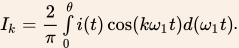 $I_k = \frac{2}{\pi} \int_0^\theta i(t) \cos(k\omega_1 t) d(\omega_1 t).$